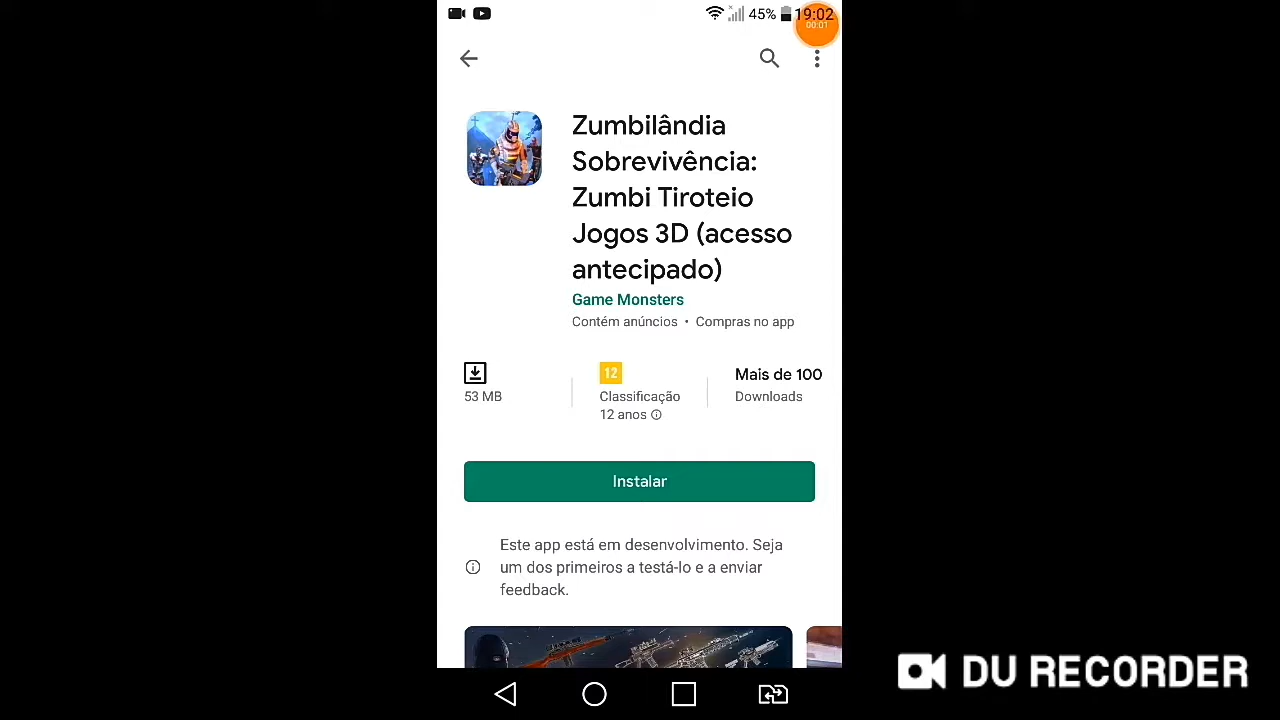 45% 19:02
00:01
Zumbilândia
Sobrevivência:
Zumbi Tiroteio
Jogos 3D (acesso
antecipado)
Game Monsters
Contém anúncios • Compras no app
12
Mais de 100
53 MB
Classificação
12 anos
Downloads
Instalar
Este app está em desenvolvimento. Seja
um dos primeiros a testá-lo e a enviar
feedback.
DU RECORDER